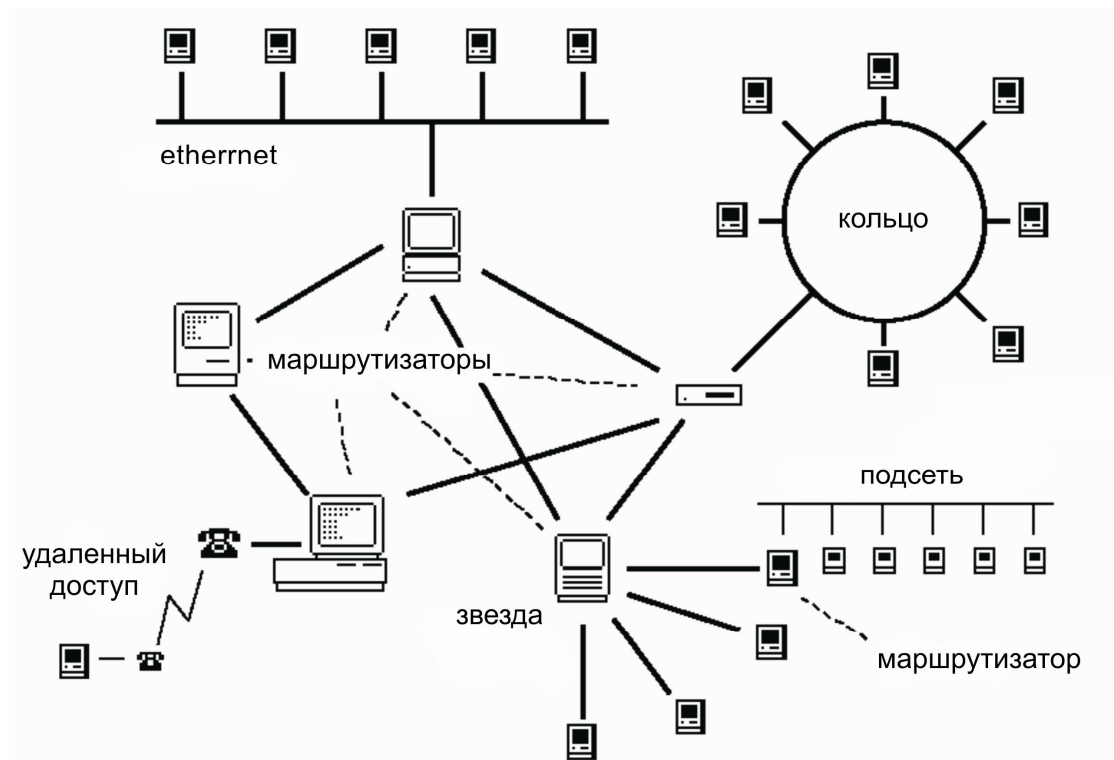 etherrnet
кольцо
маршрутизаторы
подсеть
удаленный
доступ
звезда
маршрутизатор